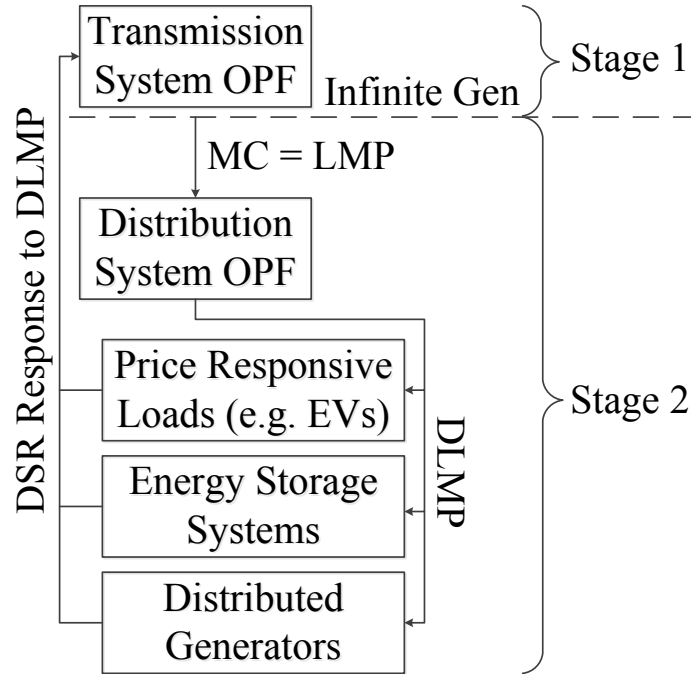 Transmission
System OPF
Stage 1
Infinite Gen
MC = LMP
Distribution
System OPF
DSR Response to DLMP
Price Responsive
Loads (e.g. EVs)
Stage 2
DLMP
Energy Storage
Systems
Distributed
Generators